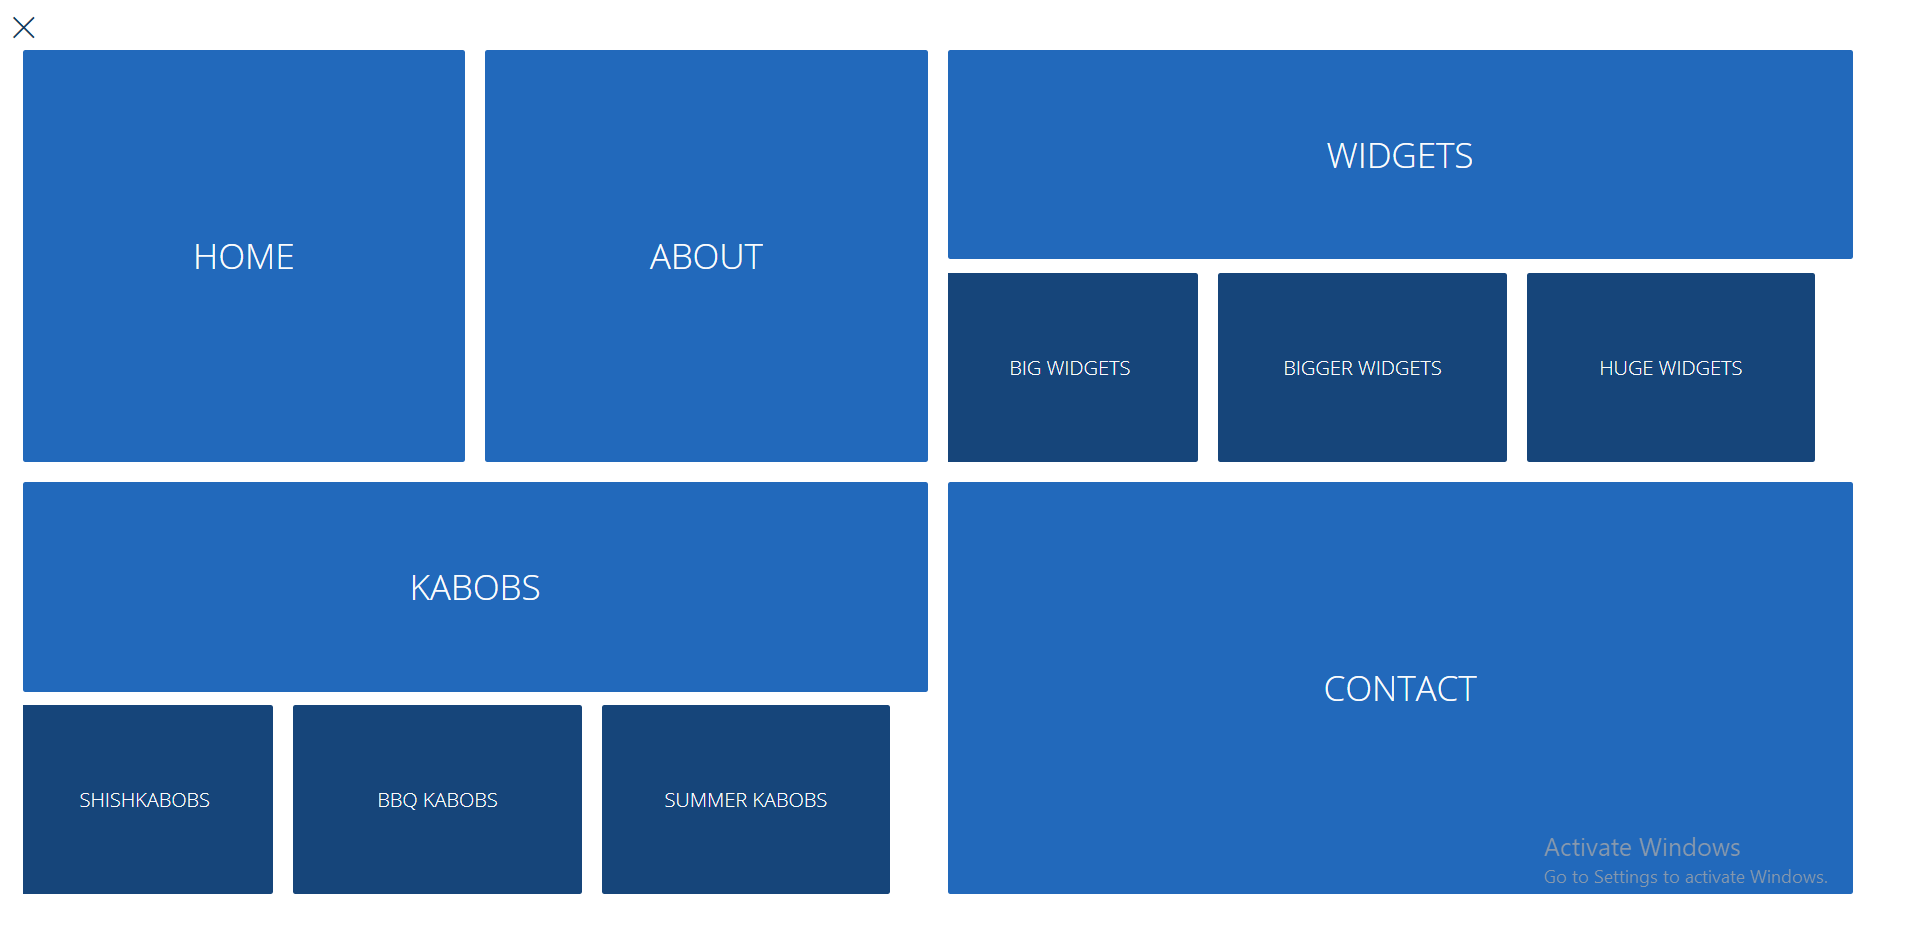 HOME
ABOUT
WIDGETS
BIG WIDGETS
BIGGER WIDGETS
HUGE WIDGETS
KABOBS
SHISHKABOBS
BBQ KABOBS
SUMMER KABOBS
CONTACT
Activate Windows
Go to Settings to activate Windows.